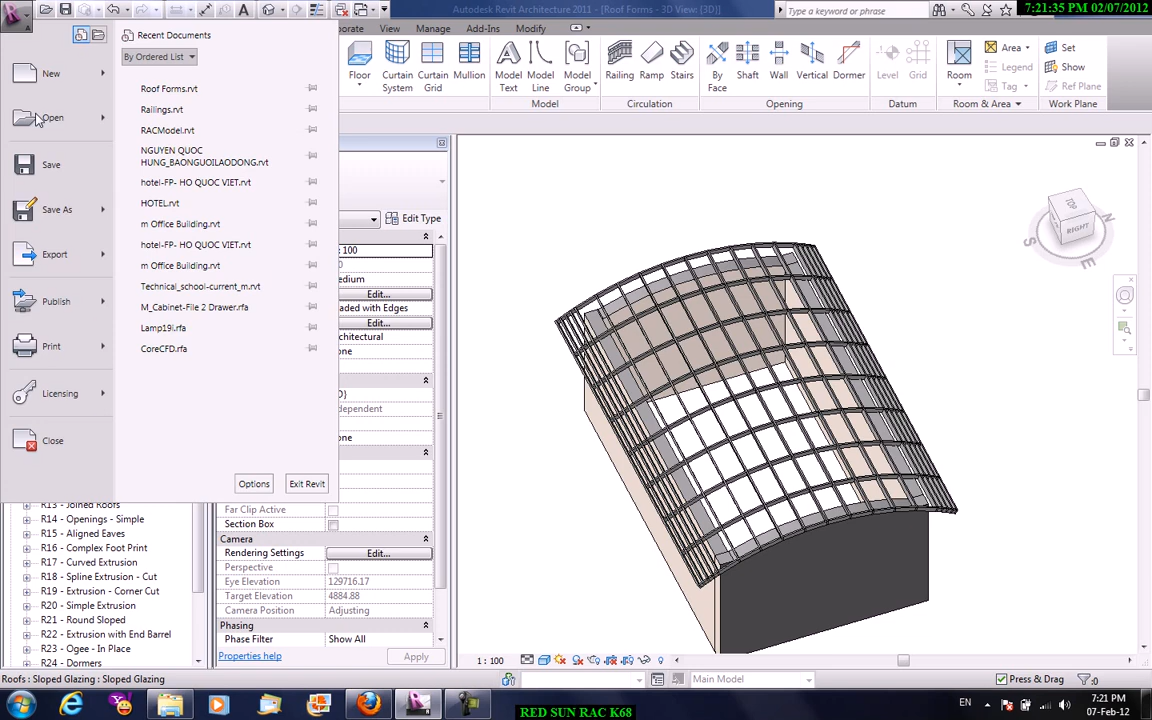 Autodesk Revit Architecture 2011 - [Roof Forms.rvt - 3D View: {3D}]
Type a keyword or phrase
7:21:35 PM 02/07/2012
View Manage Add-Ins Modify
Recent Documents
By Ordered List
New
Open
Save
Save As
Export
Publish
Print
Licensing
Close
Roof Forms.rvt
Railings.rvt
RACModel.rvt
NGUYEN QUOC
HUNG_BAONGUOILAODONG.rvt
hotel-FP- HO QUOC VIET.rvt
HOTEL.rvt
m Office Building.rvt
hotel-FP- HO QUOC VIET.rvt
m Office Building.rvt
Technical_school-current_m.rvt
M_Cabinet-File 2 Drawer.rfa
Lamp19i.rfa
CoreCFD.rfa
Options
Exit Revit
Floor
Curtain System
Curtain Grid
Mullion
Model Text
Model Line
Model Group
Railing
Ramp
Stairs
By Face
Shaft
Wall
Vertical
Dormer
Level
Grid
Room
Area
Legend
Tag
Set
Show
Ref Plane
Model
Circulation
Opening
Datum
Room & Area
Work Plane
Edit Type
: 100
Edit...
Edit...
Far Clip Active
Section Box
Camera
Rendering Settings Edit...
Perspective
Eye Elevation 129716.17
Target Elevation 4884.88
Camera Position Adjusting
Phasing
Phase Filter Show All
Properties help
Apply
R13 - Joined Roofs
R14 - Openings - Simple
R15 - Aligned Eaves
R16 - Complex Foot Print
R17 - Curved Extrusion
R18 - Spline Extrusion - Cut
R19 - Extrusion - Corner Cut
R20 - Simple Extrusion
R21 - Round Sloped
R22 - Extrusion with End Barrel
R23 - Ogee - In Place
R24 - Dormers
TOP
RIGHT
N
S
E
1 : 100
Roofs : Sloped Glazing : Sloped Glazing
Main Model
Press & Drag
:0
EN
7:21 PM
07-Feb-12
RED SUN RAC K68